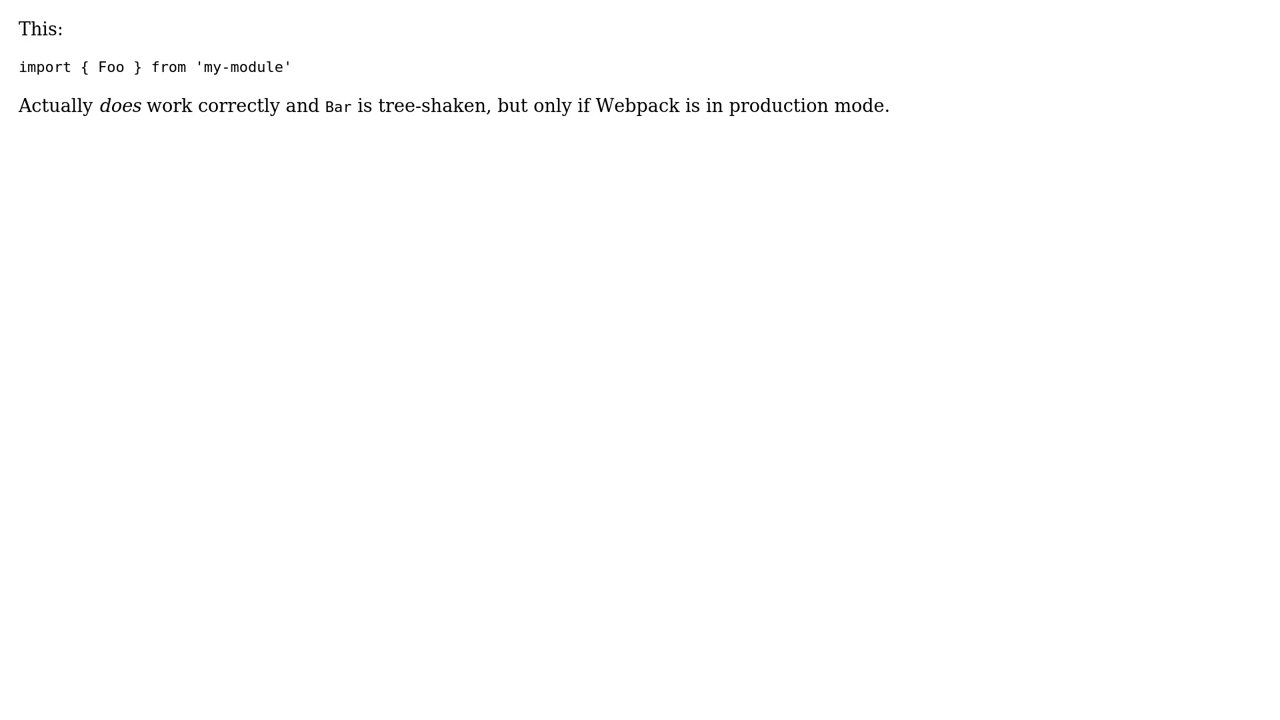 This:
import { Foo } from 'my-module'
Actually does work correctly and Bar is tree-shaken, but only if Webpack is in production mode.